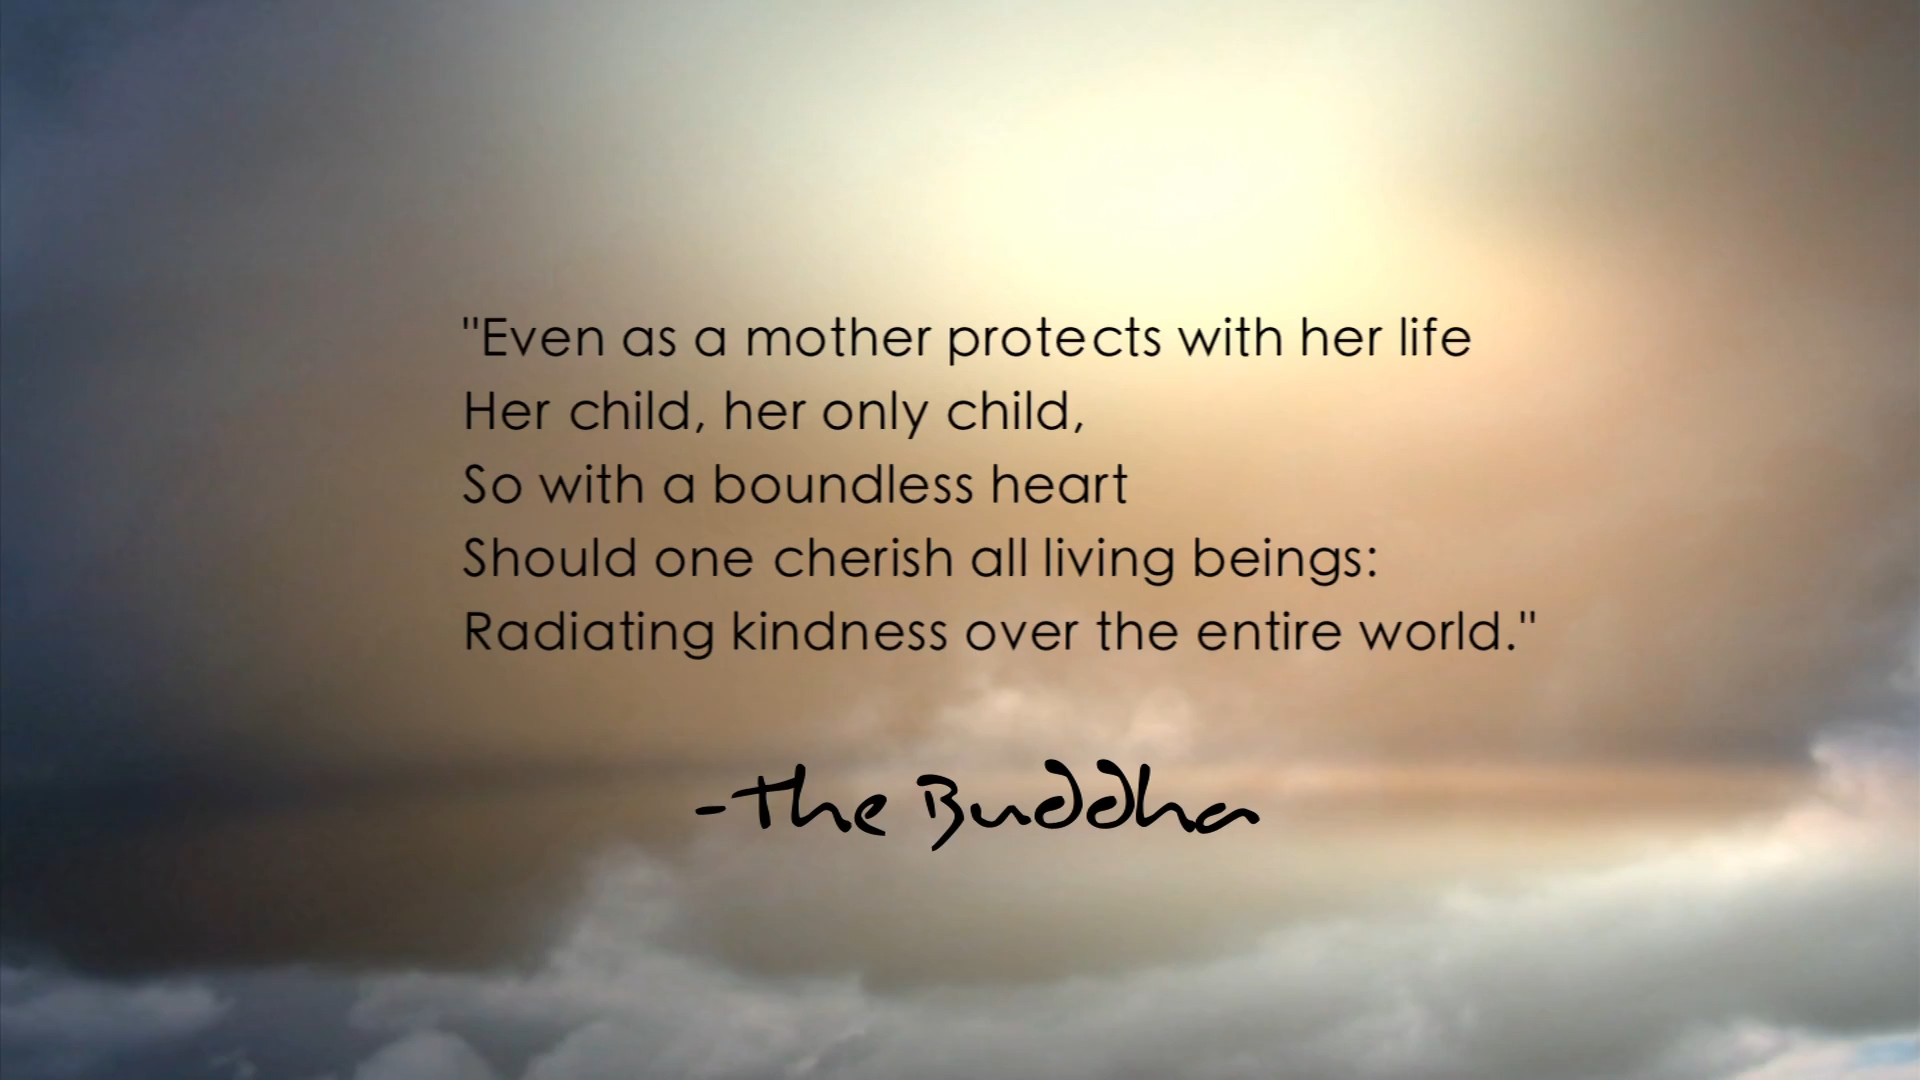 "Even as a mother protects with her life
Her child, her only child,
So with a boundless heart
Should one cherish all living beings:
Radiating kindness over the entire world."
-The Buddha